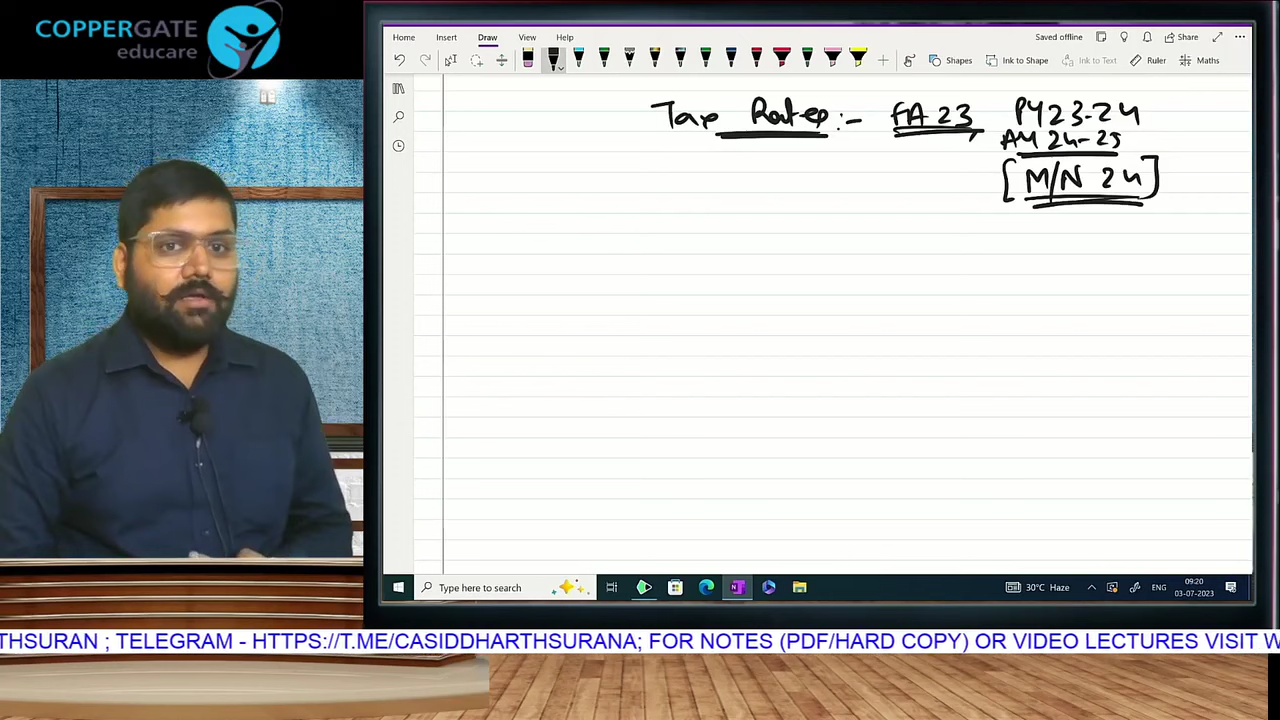 COPPERGATE
educare
Home Insert Draw View Help
Saved offline
Share
Shapes
Ink to Shape
Ink to Text
Ruler
Maths
Tax Rates :- FA 23 PY 23-24
AY 24-25
[M/N 24]
Type here to search
30°C Haze
ENG
09:20
03-07-2023
THSURAN ; TELEGRAM - HTTPS://T.ME/CASIDDHARTHSURANA; FOR NOTES (PDF/HARD COPY) OR VIDEO LECTURES VISIT W